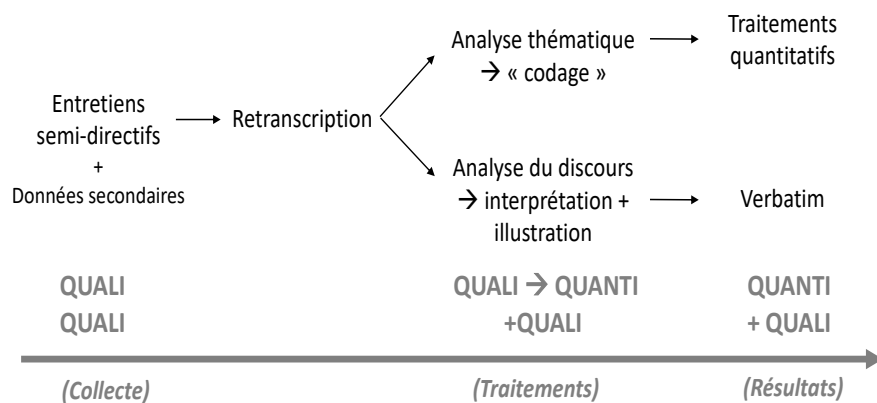 Entretiens
semi-directifs
+
Données secondaires
Retranscription
Analyse thématique
→ « codage »
Traitements
quantitatifs
Analyse du discours
→ interprétation +
illustration
Verbatim
QUALI
QUALI
QUALI → QUANTI
+QUALI
QUANTI
+ QUALI
(Collecte)
(Traitements)
(Résultats)